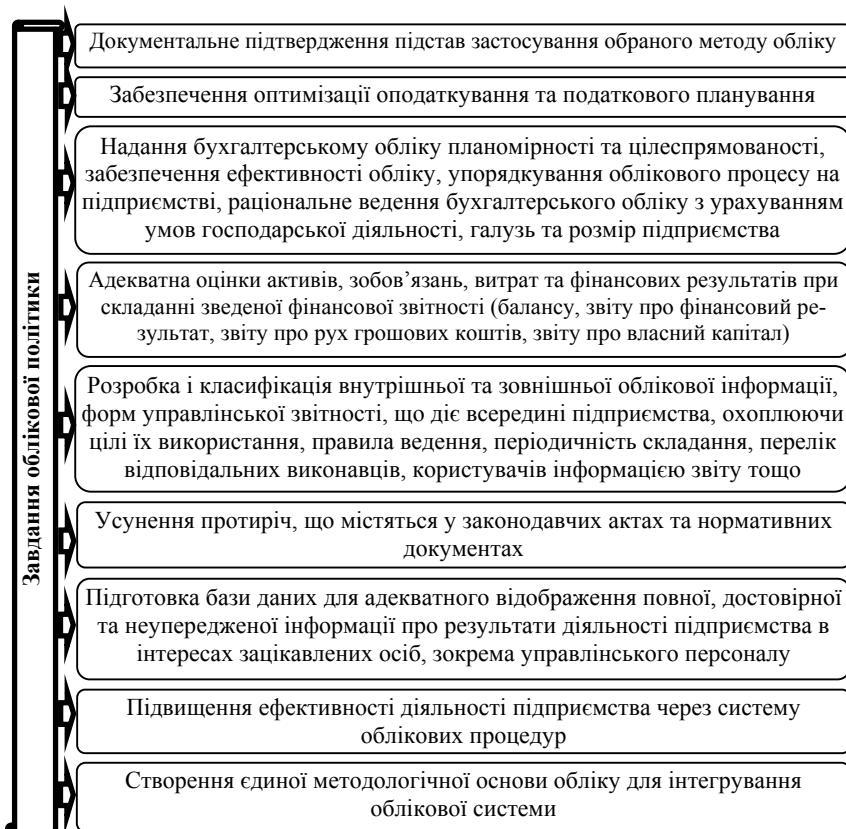 Завдання облікової політики
Документальне підтвердження підстав застосування обраного методу обліку
Забезпечення оптимізації оподаткування та податкового планування
Надання бухгалтерському обліку планомірності та цілеспрямованості,
забезпечення ефективності обліку, упорядкування облікового процесу на
підприємстві, раціональне ведення бухгалтерського обліку з урахуванням
умов господарської діяльності, галузь та розмір підприємства
Адекватна оцінки активів, зобов’язань, витрат та фінансових результатів при
складанні зведеної фінансової звітності (балансу, звіту про фінансовий ре-
зультат, звіту про рух грошових коштів, звіту про власний капітал)
Розробка і класифікація внутрішньої та зовнішньої облікової інформації,
форм управлінської звітності, що діє всередині підприємства, охоплюючи
цілі їх використання, правила ведення, періодичність складання, перелік
відповідальних виконавців, користувачів інформацією звіту тощо
Усунення протиріч, що містяться у законодавчих актах та нормативних
документах
Підготовка бази даних для адекватного відображення повної, достовірної
та неупередженої інформації про результати діяльності підприємства в
інтересах зацікавлених осіб, зокрема управлінського персоналу
Підвищення ефективності діяльності підприємства через систему
облікових процедур
Створення єдиної методологічної основи обліку для інтегрування
облікової системи